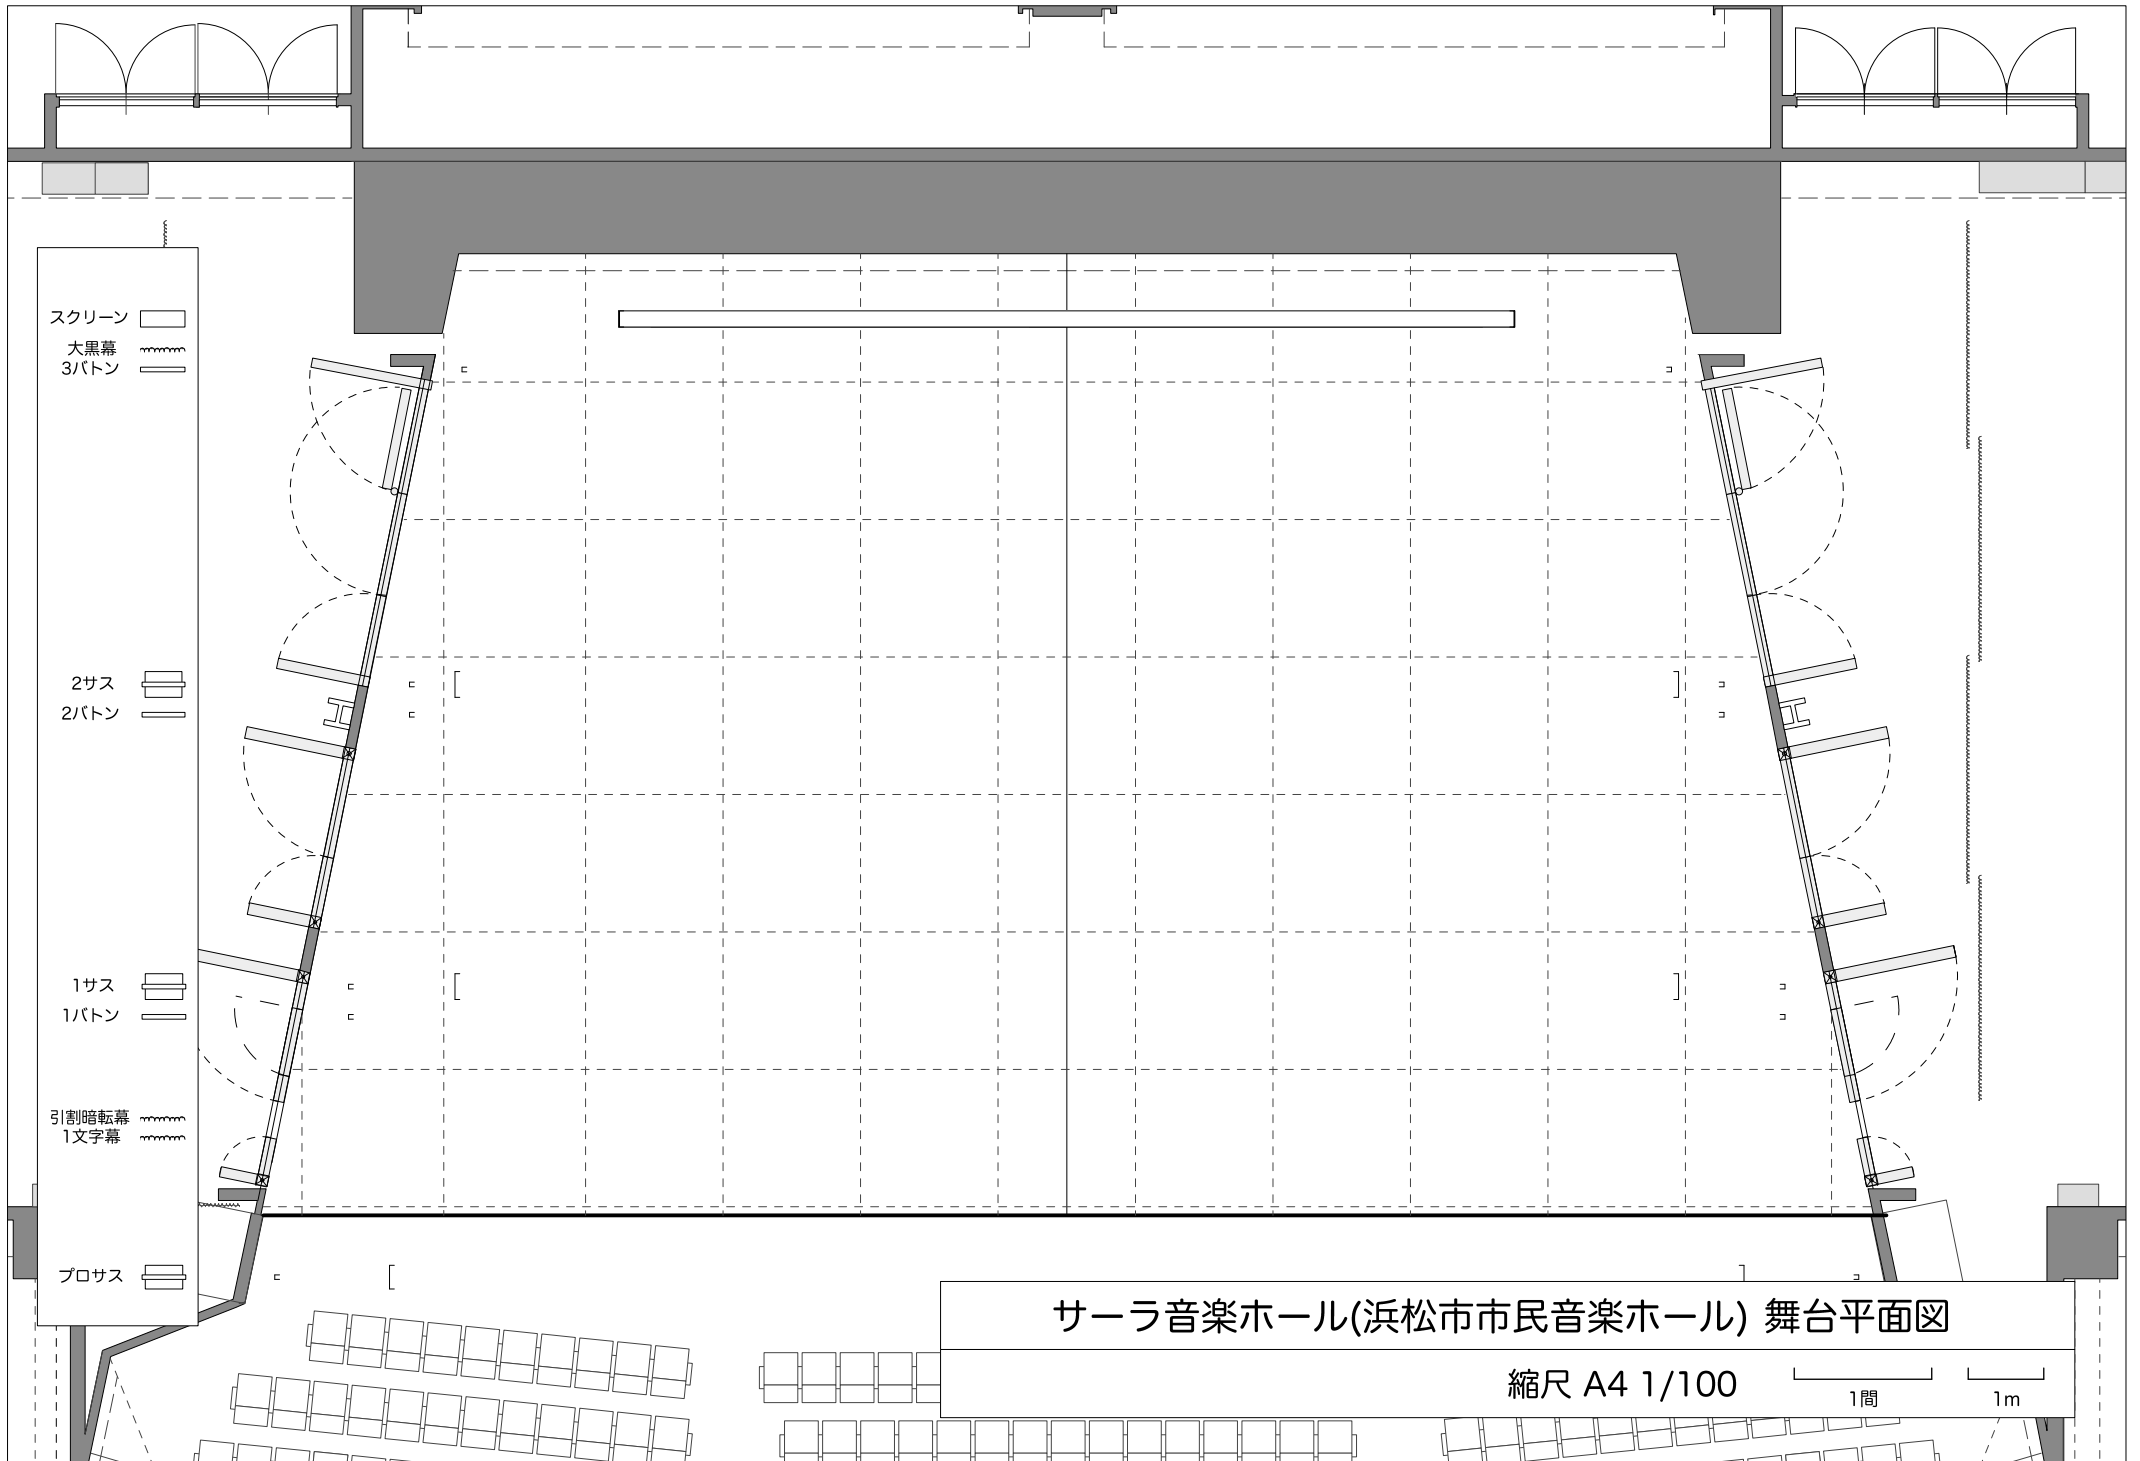 スクリーン
大黒幕
3バトン
2サス
2バトン
1サス
1バトン
引割暗転幕
1文字幕
プロサス
サーラ音楽ホール(浜松市市民音楽ホール) 舞台平面図
縮尺 A4 1/100
1間
1m